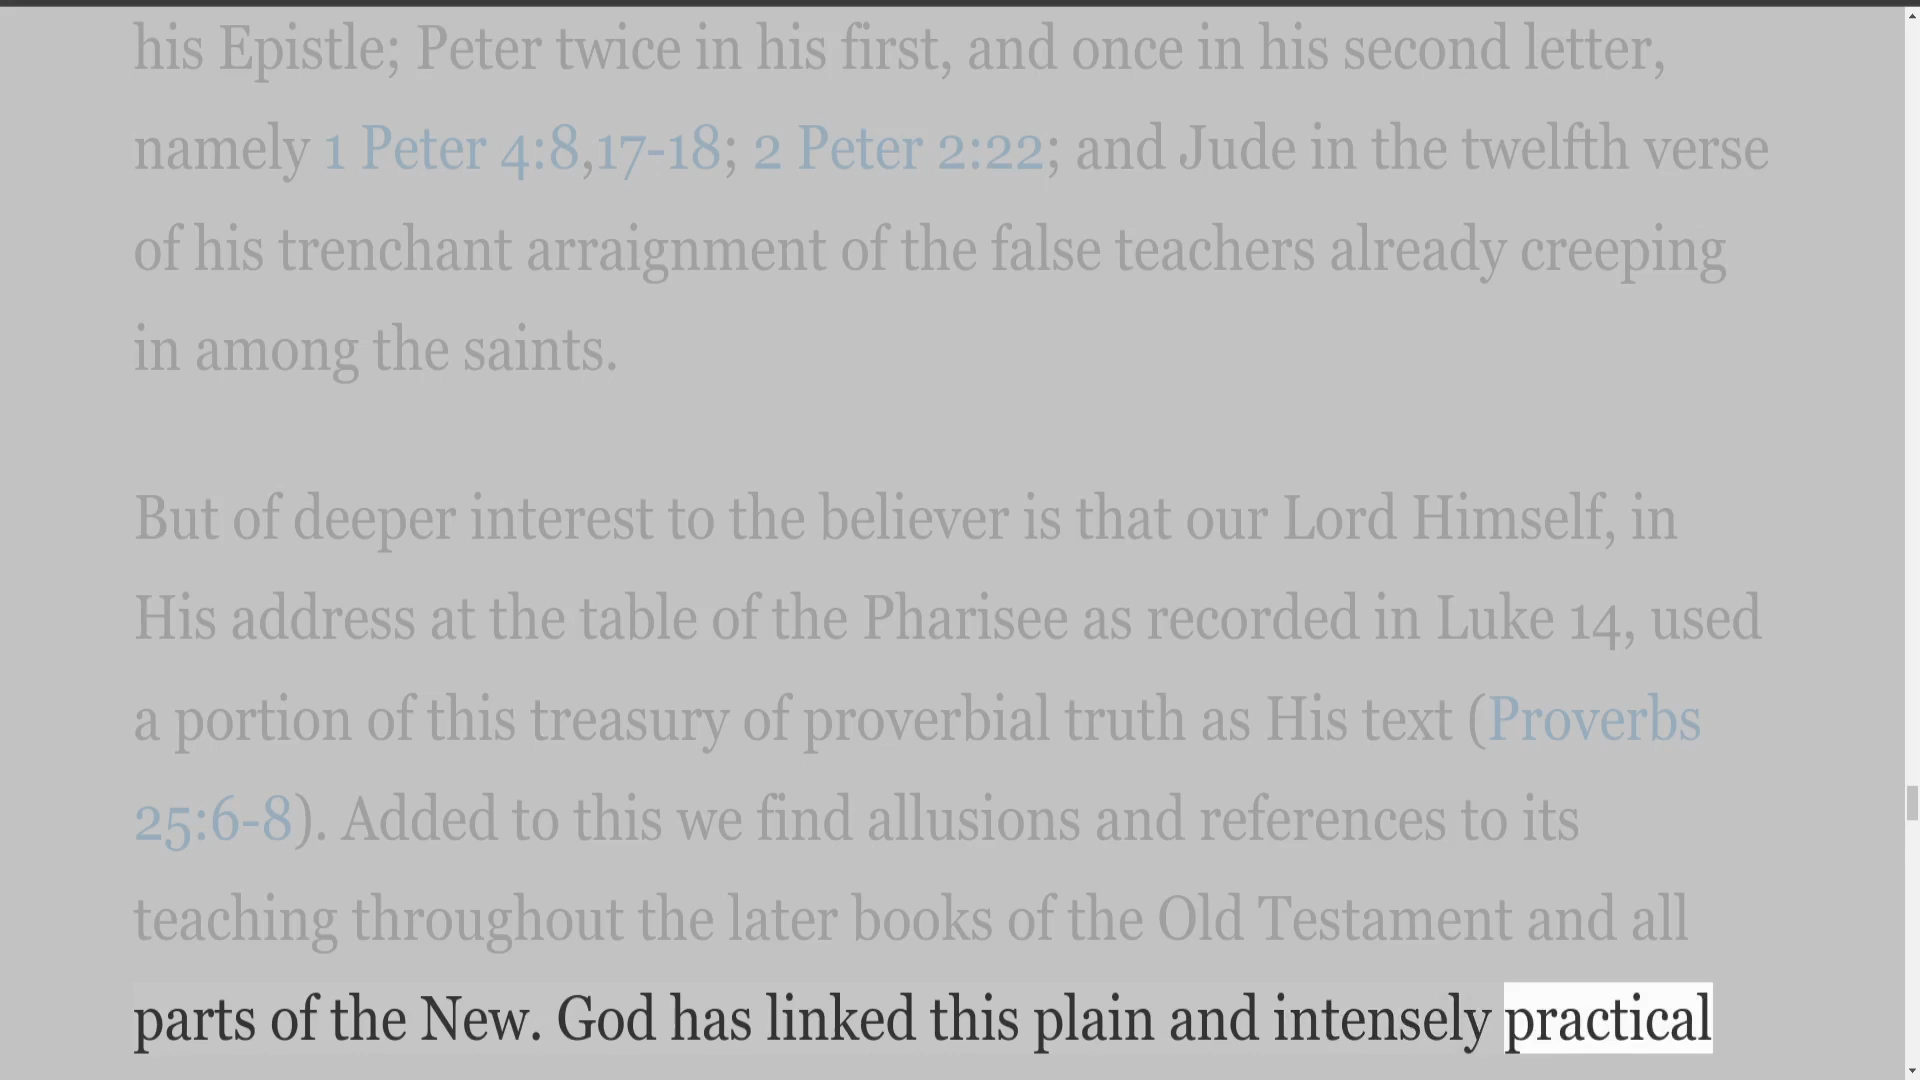 his Epistle; Peter twice in his first, and once in his second letter,
namely 1 Peter 4:8,17-18; 2 Peter 2:22; and Jude in the twelfth verse
of his trenchant arraignment of the false teachers already creeping
in among the saints.
But of deeper interest to the believer is that our Lord Himself, in
His address at the table of the Pharisee as recorded in Luke 14, used
a portion of this treasury of proverbial truth as His text (Proverbs
25:6-8). Added to this we find allusions and references to its
teaching throughout the later books of the Old Testament and all
parts of the New. God has linked this plain and intensely practical